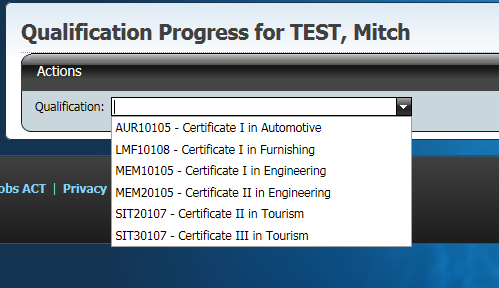 Qualification Progress for TEST, Mitch
Actions
Qualification:
AUR10105 - Certificate I in Automotive
LMF10108 - Certificate I in Furnishing
MEM10105 - Certificate I in Engineering
MEM20105 - Certificate II in Engineering
SIT20107 - Certificate II in Tourism
SIT30107 - Certificate III in Tourism
obs ACT | Privacy